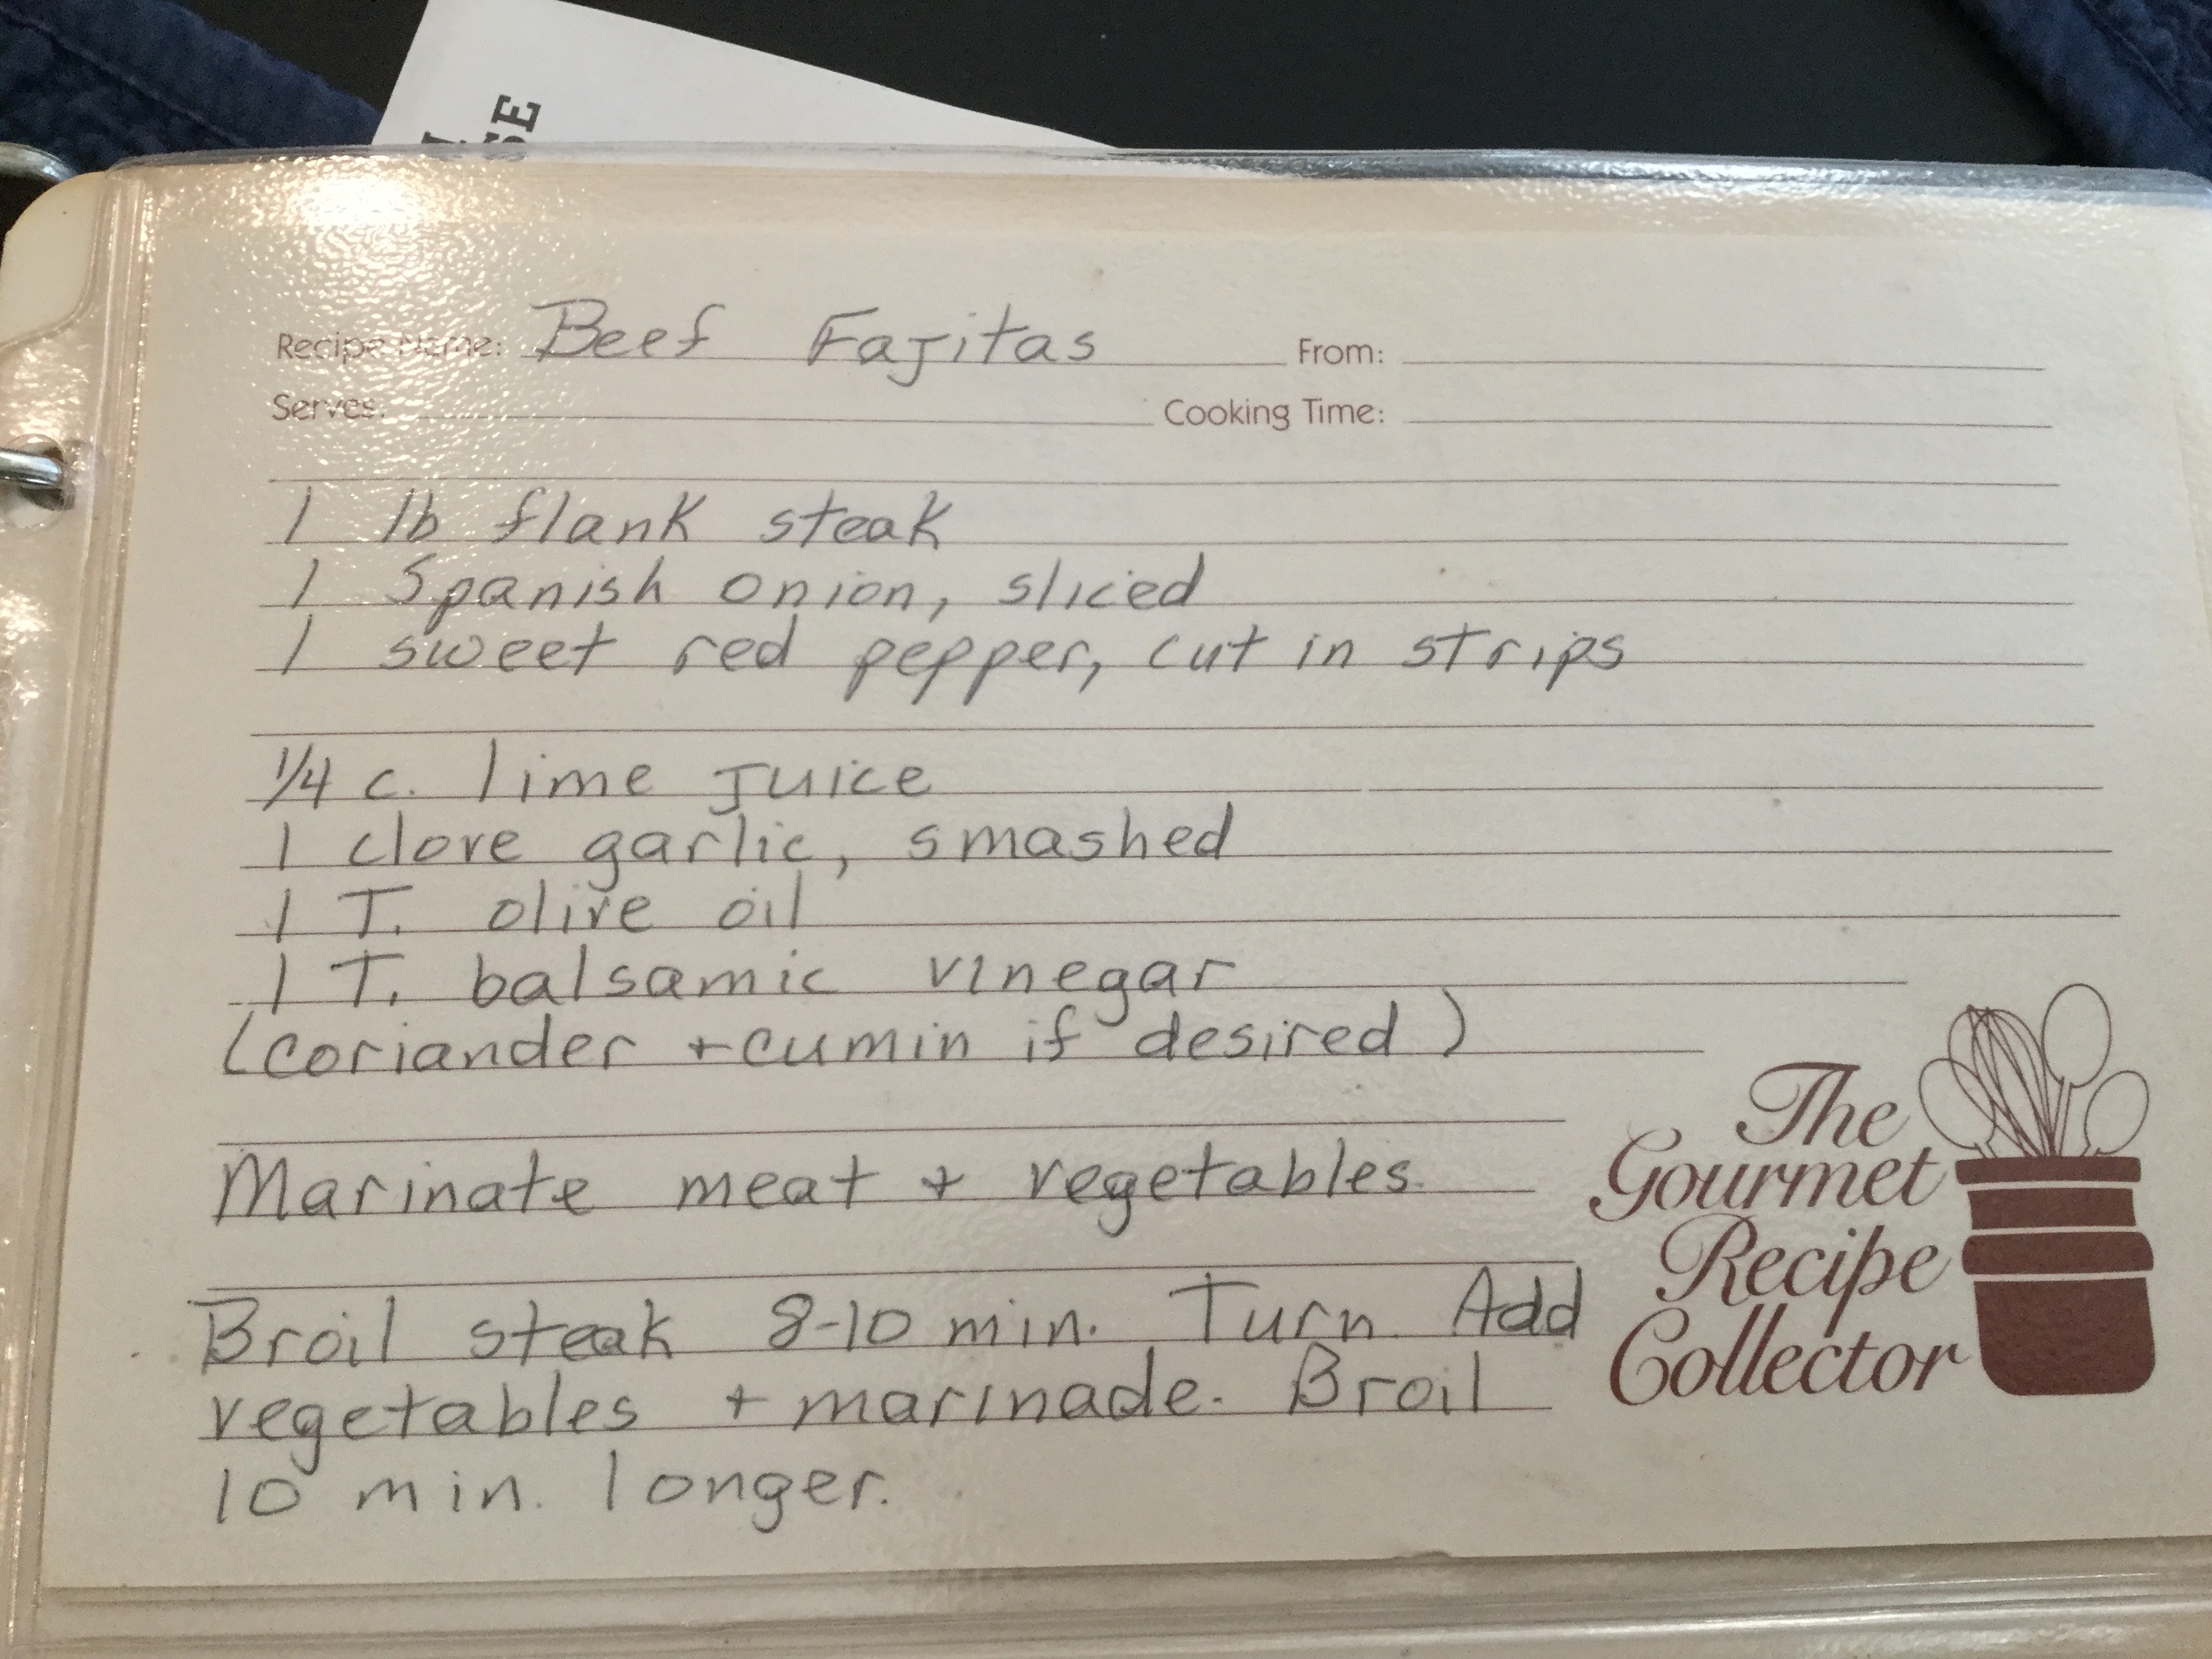 SE
Recipe Name: Beef Fajitas From:
Serves: Cooking Time:
1 lb flank steak
1 Spanish onion, sliced
1 sweet red pepper, cut in strips
1/4 c. lime juice
1 clove garlic, smashed
1 T. olive oil
1 T. balsamic vinegar
(coriander + cumin if desired)
Marinate meat + vegetables.
Broil steak 8-10 min. Turn. Add
vegetables + marinade. Broil
10 min. longer.
The
Gourmet
Recipe
Collector